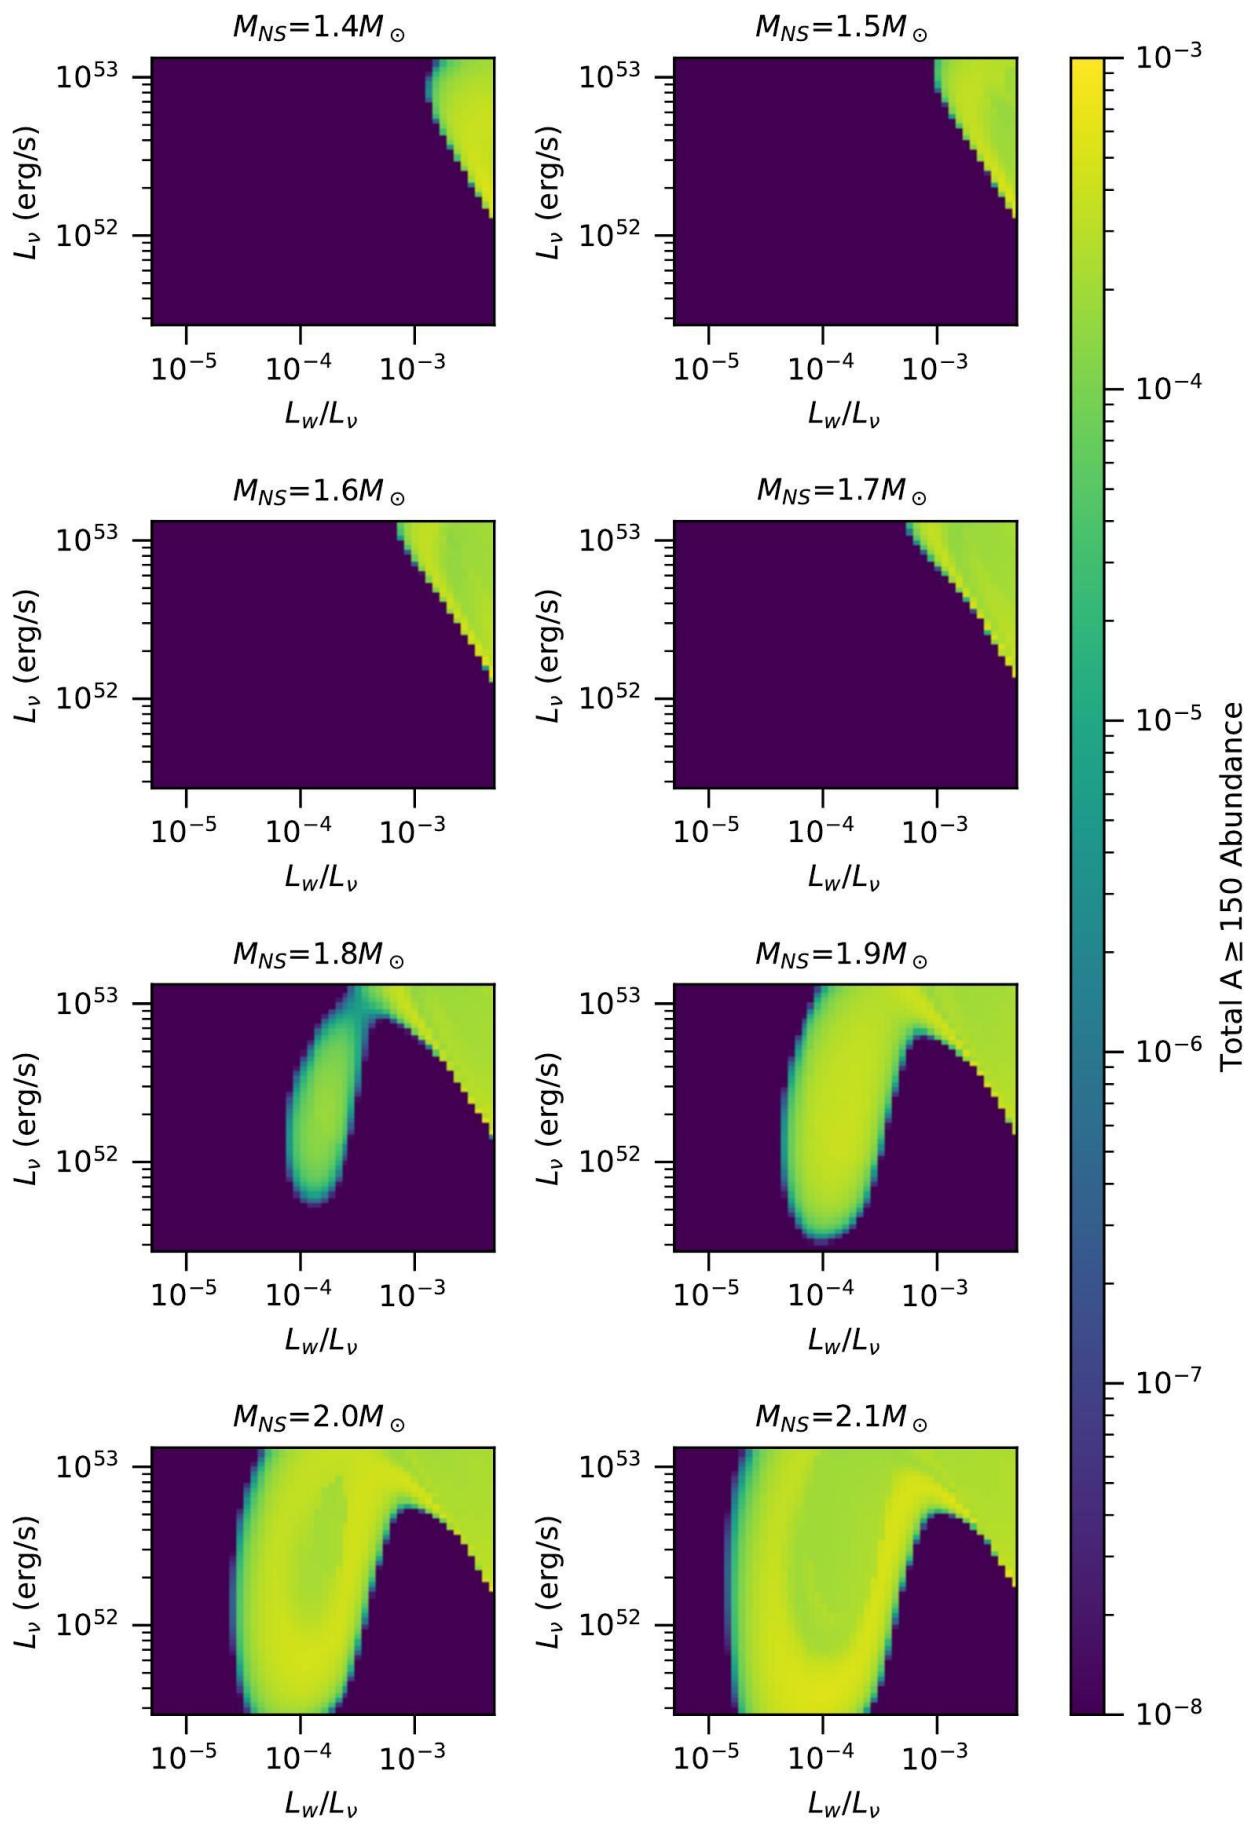 M_NS=1.4M_⊙ M_NS=1.5M_⊙
10^53 10^53
L_ν (erg/s) L_ν (erg/s)
10^52 10^52
10^−5 10^−4 10^−3 10^−5 10^−4 10^−3
L_w/L_ν L_w/L_ν
M_NS=1.6M_⊙ M_NS=1.7M_⊙
10^53 10^53
L_ν (erg/s) L_ν (erg/s)
10^52 10^52
10^−5 10^−4 10^−3 10^−5 10^−4 10^−3
L_w/L_ν L_w/L_ν
M_NS=1.8M_⊙ M_NS=1.9M_⊙
10^53 10^53
L_ν (erg/s) L_ν (erg/s)
10^52 10^52
10^−5 10^−4 10^−3 10^−5 10^−4 10^−3
L_w/L_ν L_w/L_ν
M_NS=2.0M_⊙ M_NS=2.1M_⊙
10^53 10^53
L_ν (erg/s) L_ν (erg/s)
10^52 10^52
10^−5 10^−4 10^−3 10^−5 10^−4 10^−3
L_w/L_ν L_w/L_ν
10^−3
10^−4
10^−5
10^−6
10^−7
10^−8
Total A ≥ 150 Abundance